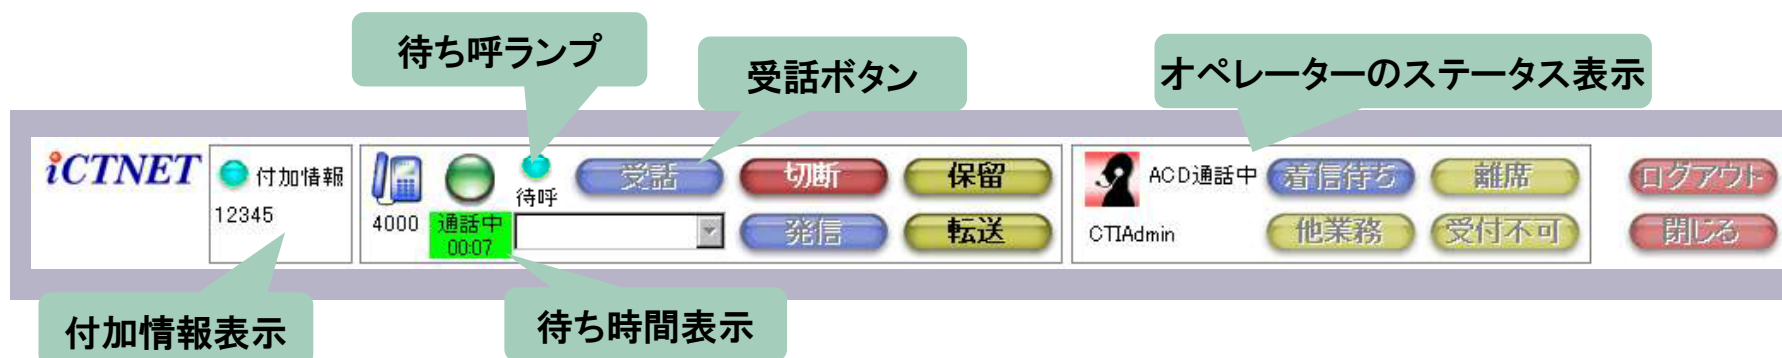 待ち呼ランプ
受話ボタン
オペレーターのステータス表示
iCTNET
付加情報
12345
4000
通話中
00:07
待呼
受話
切断
保留
発信
転送
ACD通話中
CTIAdmin
着信待ち
離席
他業務
受付不可
ログアウト
閉じる
付加情報表示
待ち時間表示